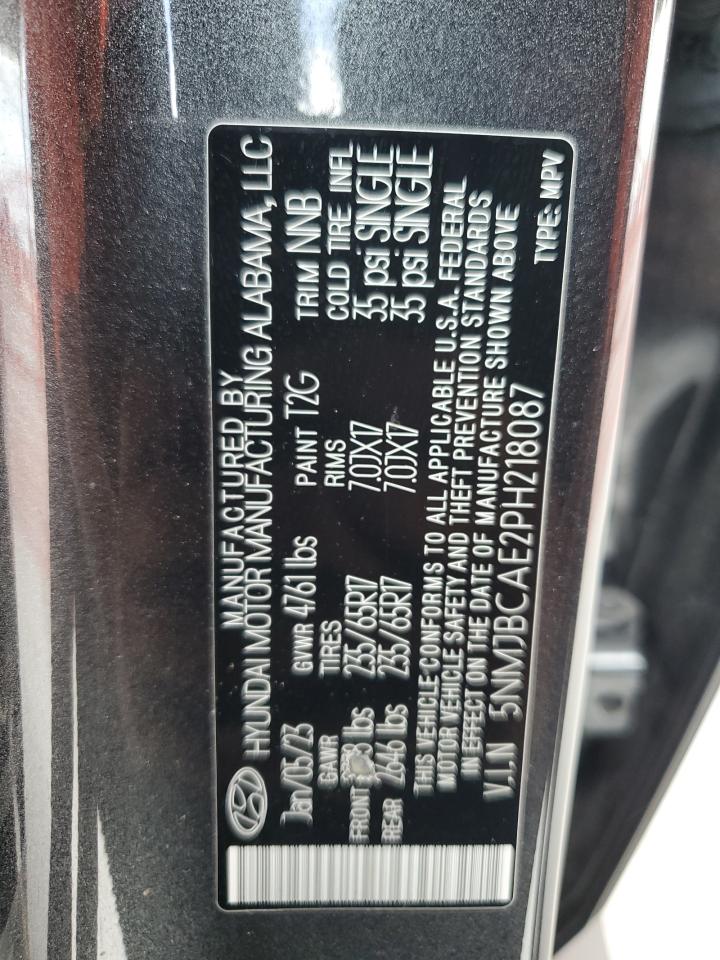 MANUFACTURED BY
HYUNDAI MOTOR MANUFACTURING ALABAMA, LLC
Jan/05/23 GVWR 4761 lbs PAINT T2G TRIM NNB
GAWR TIRES RIMS COLD TIRE INFL
FRONT lbs 235/65R17 7.0JX17 35 psi SINGLE
REAR 2646 lbs 235/65R17 7.0JX17 35 psi SINGLE
THIS VEHICLE CONFORMS TO ALL APPLICABLE U.S.A. FEDERAL
MOTOR VEHICLE SAFETY AND THEFT PREVENTION STANDARDS
IN EFFECT ON THE DATE OF MANUFACTURE SHOWN ABOVE
V.I.N 5NMJBCAE2PH218087
TYPE: MPV